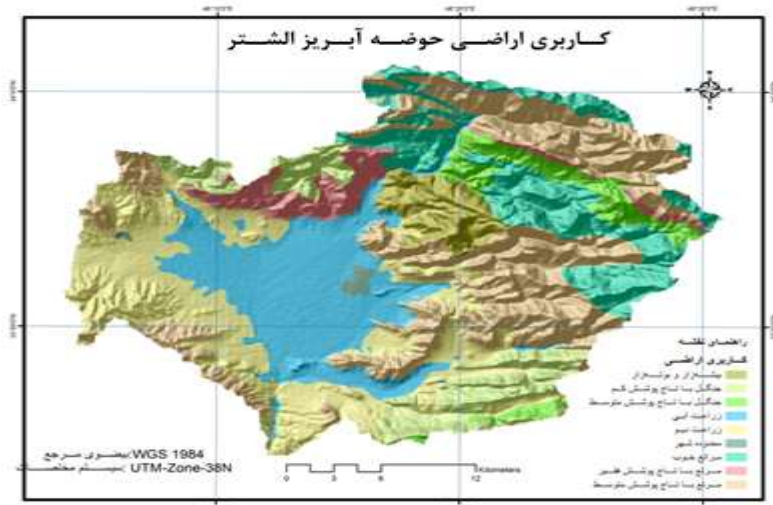 کاربری اراضی حوضه آبریز الشتر
راهنمای نقشه
کاربری اراضی
بیشه‌زار و بوته‌زار
جنگل با تاج پوشش کم
جنگل با تاج پوشش متوسط
زراعت آبی
زراعت دیم
محدوده شهر
مراتع خوب
مرتع با تاج پوشش فقیر
مرتع با تاج پوشش متوسط
بیضوی مرجع:WGS 1984
سیستم مختصات: UTM-Zone-38N
0 3 6 12
Kilometers